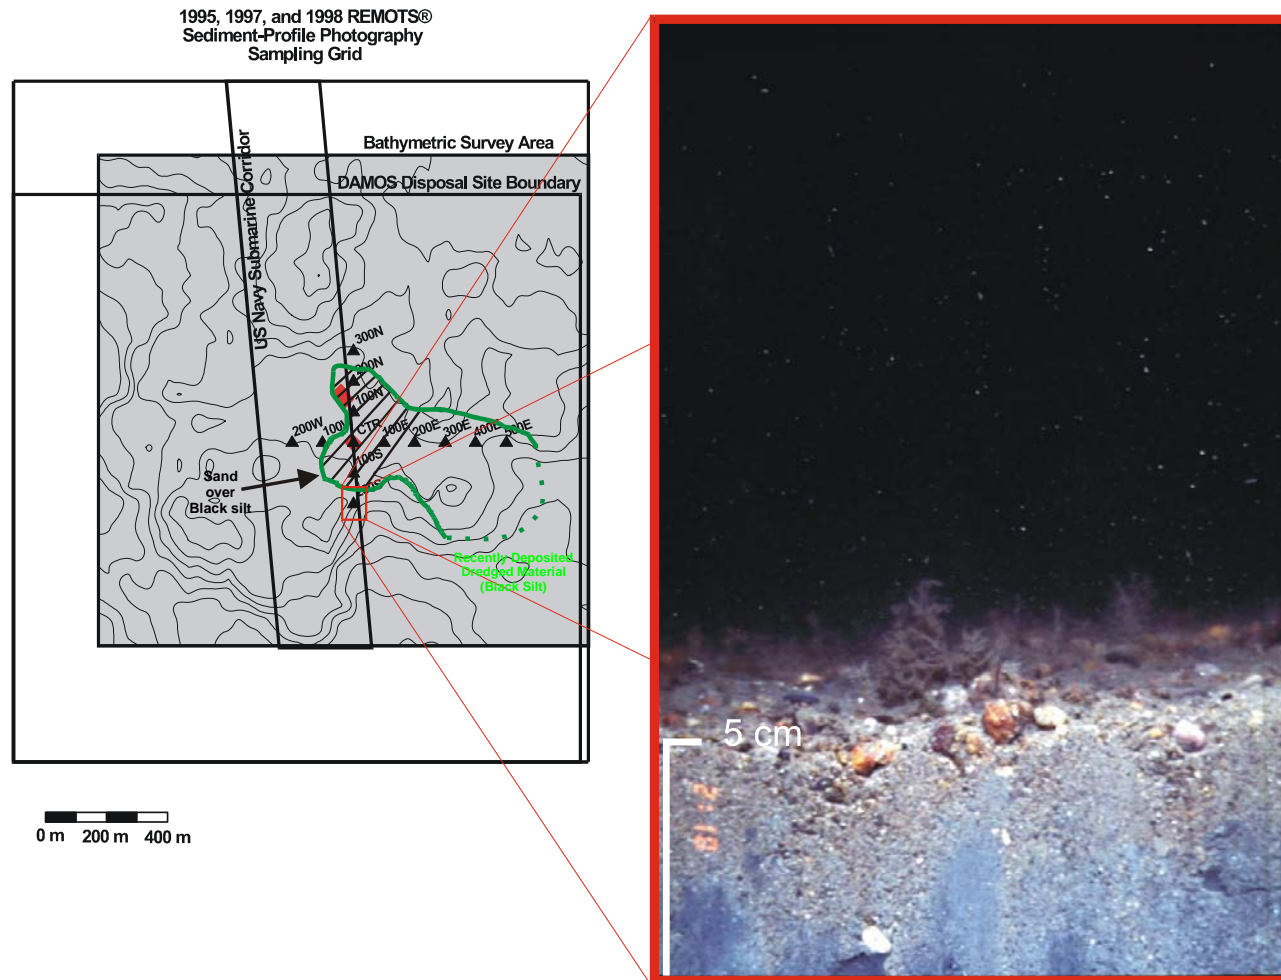 1995, 1997, and 1998 REMOTS®
Sediment-Profile Photography
Sampling Grid
Bathymetric Survey Area
DAMOS Disposal Site Boundary
US Navy Submarine Corridor
300N
200N
100N
200W
CTR
100E
200E
300E
400E
500E
100S
Sand
over
Black silt
Recently Deposited
Dredged Material
(Black Silt)
0 m 200 m 400 m
5 cm